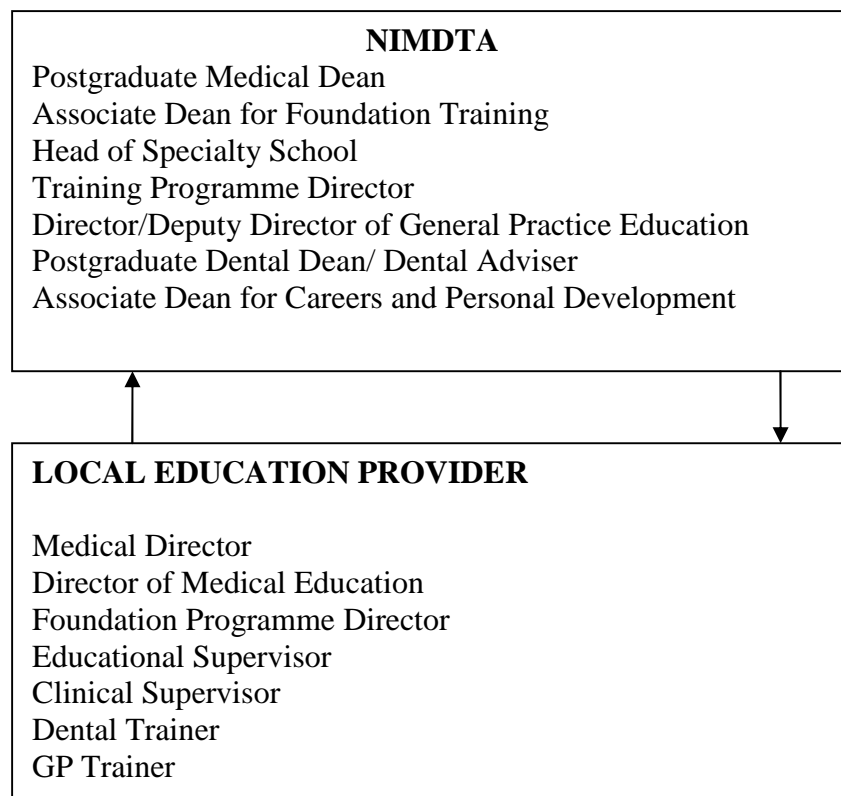 NIMDTA
Postgraduate Medical Dean
Associate Dean for Foundation Training
Head of Specialty School
Training Programme Director
Director/Deputy Director of General Practice Education
Postgraduate Dental Dean/ Dental Adviser
Associate Dean for Careers and Personal Development
LOCAL EDUCATION PROVIDER
Medical Director
Director of Medical Education
Foundation Programme Director
Educational Supervisor
Clinical Supervisor
Dental Trainer
GP Trainer